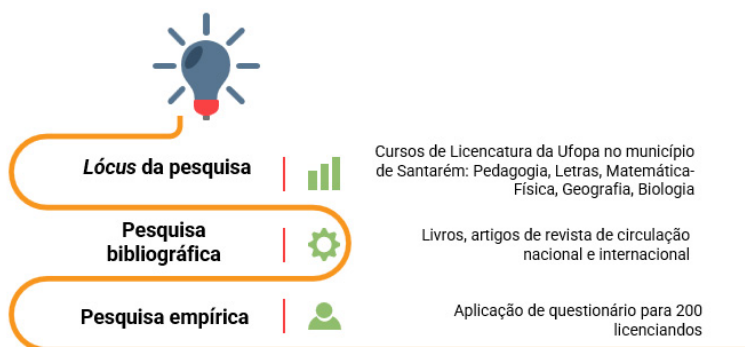 Lócus da pesquisa
Cursos de Licencatura da Ufopa no município
de Santarém: Pedagogia, Letras, Matemática-
Física, Geografia, Biologia
Pesquisa
bibliográfica
Livros, artigos de revista de circulação
nacional e internacional
Pesquisa empírica
Aplicação de questionário para 200
licenciandos